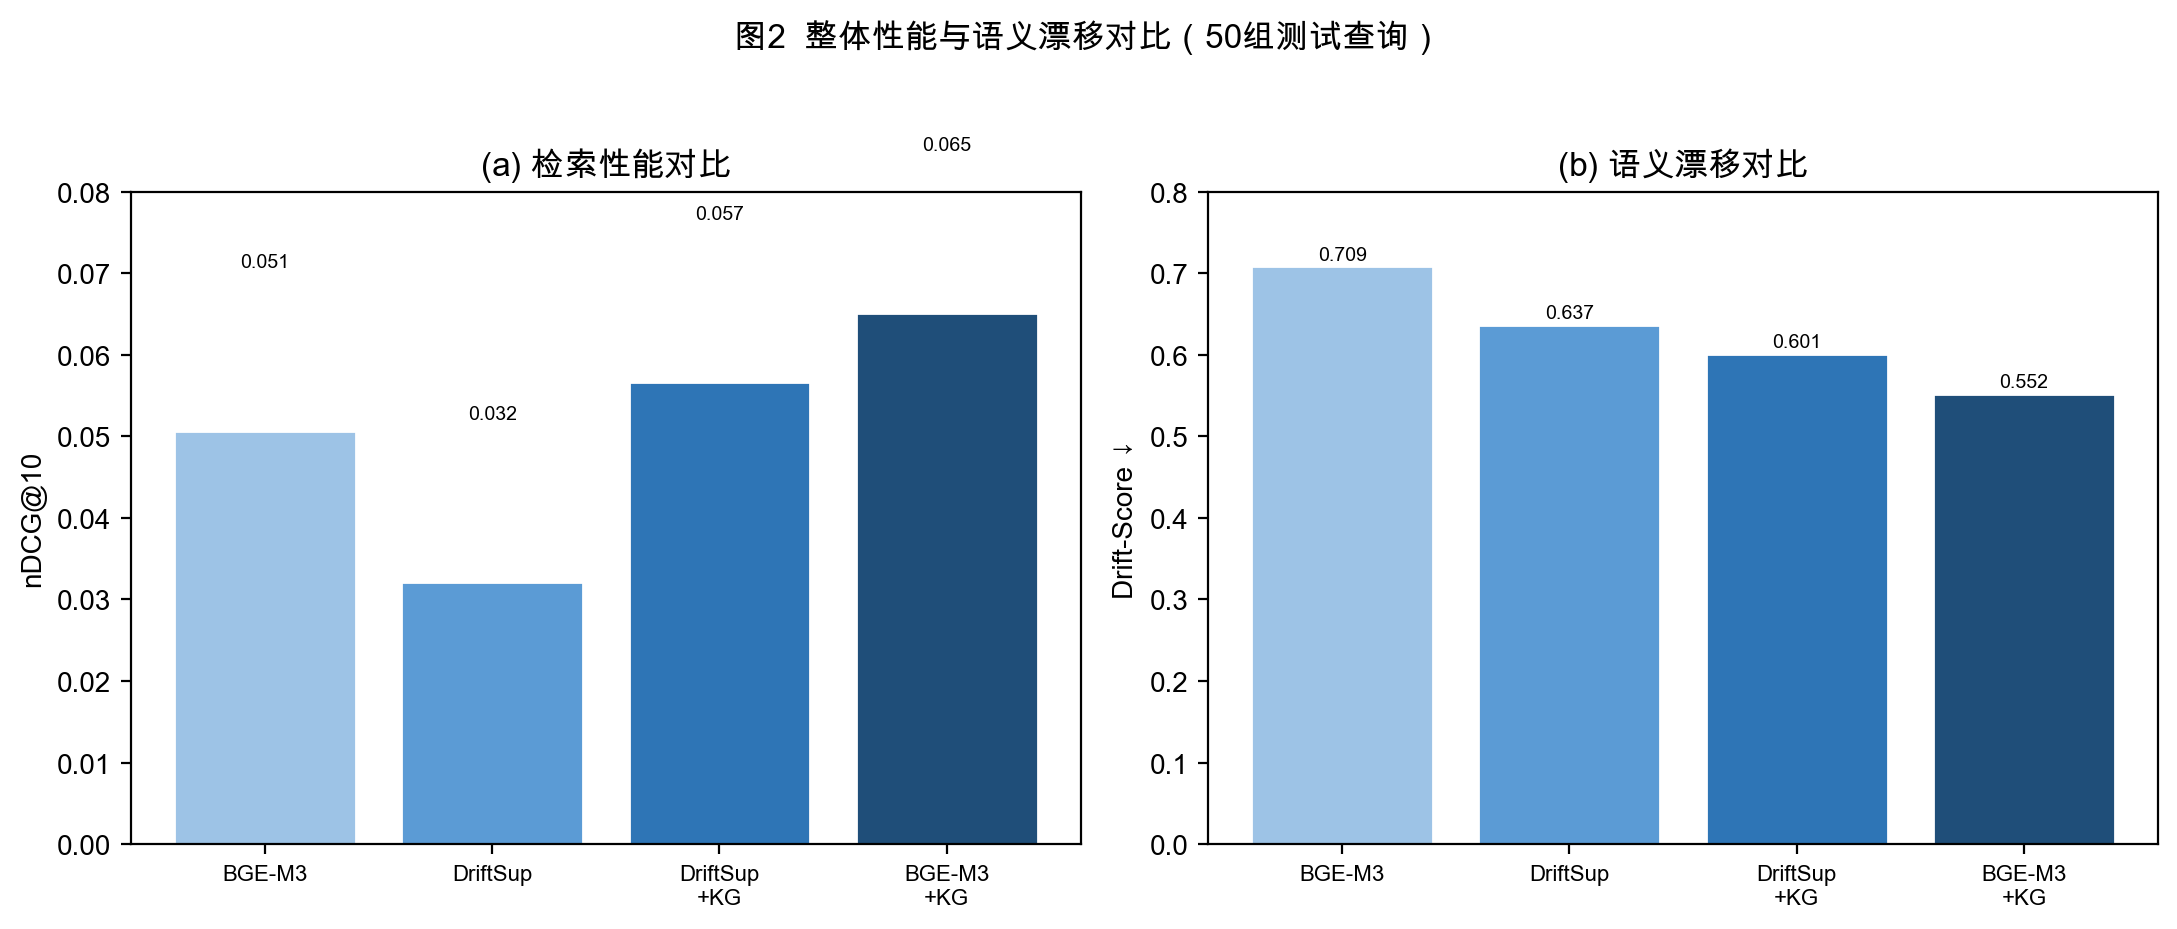 图2  整体性能与语义漂移对比（50组测试查询）
(a) 检索性能对比
nDCG@10
0.08
0.07
0.06
0.05
0.04
0.03
0.02
0.01
0.00
0.051
0.032
0.057
0.065
BGE-M3
DriftSup
DriftSup
+KG
BGE-M3
+KG
(b) 语义漂移对比
Drift-Score ↓
0.8
0.7
0.6
0.5
0.4
0.3
0.2
0.1
0.0
0.709
0.637
0.601
0.552
BGE-M3
DriftSup
DriftSup
+KG
BGE-M3
+KG